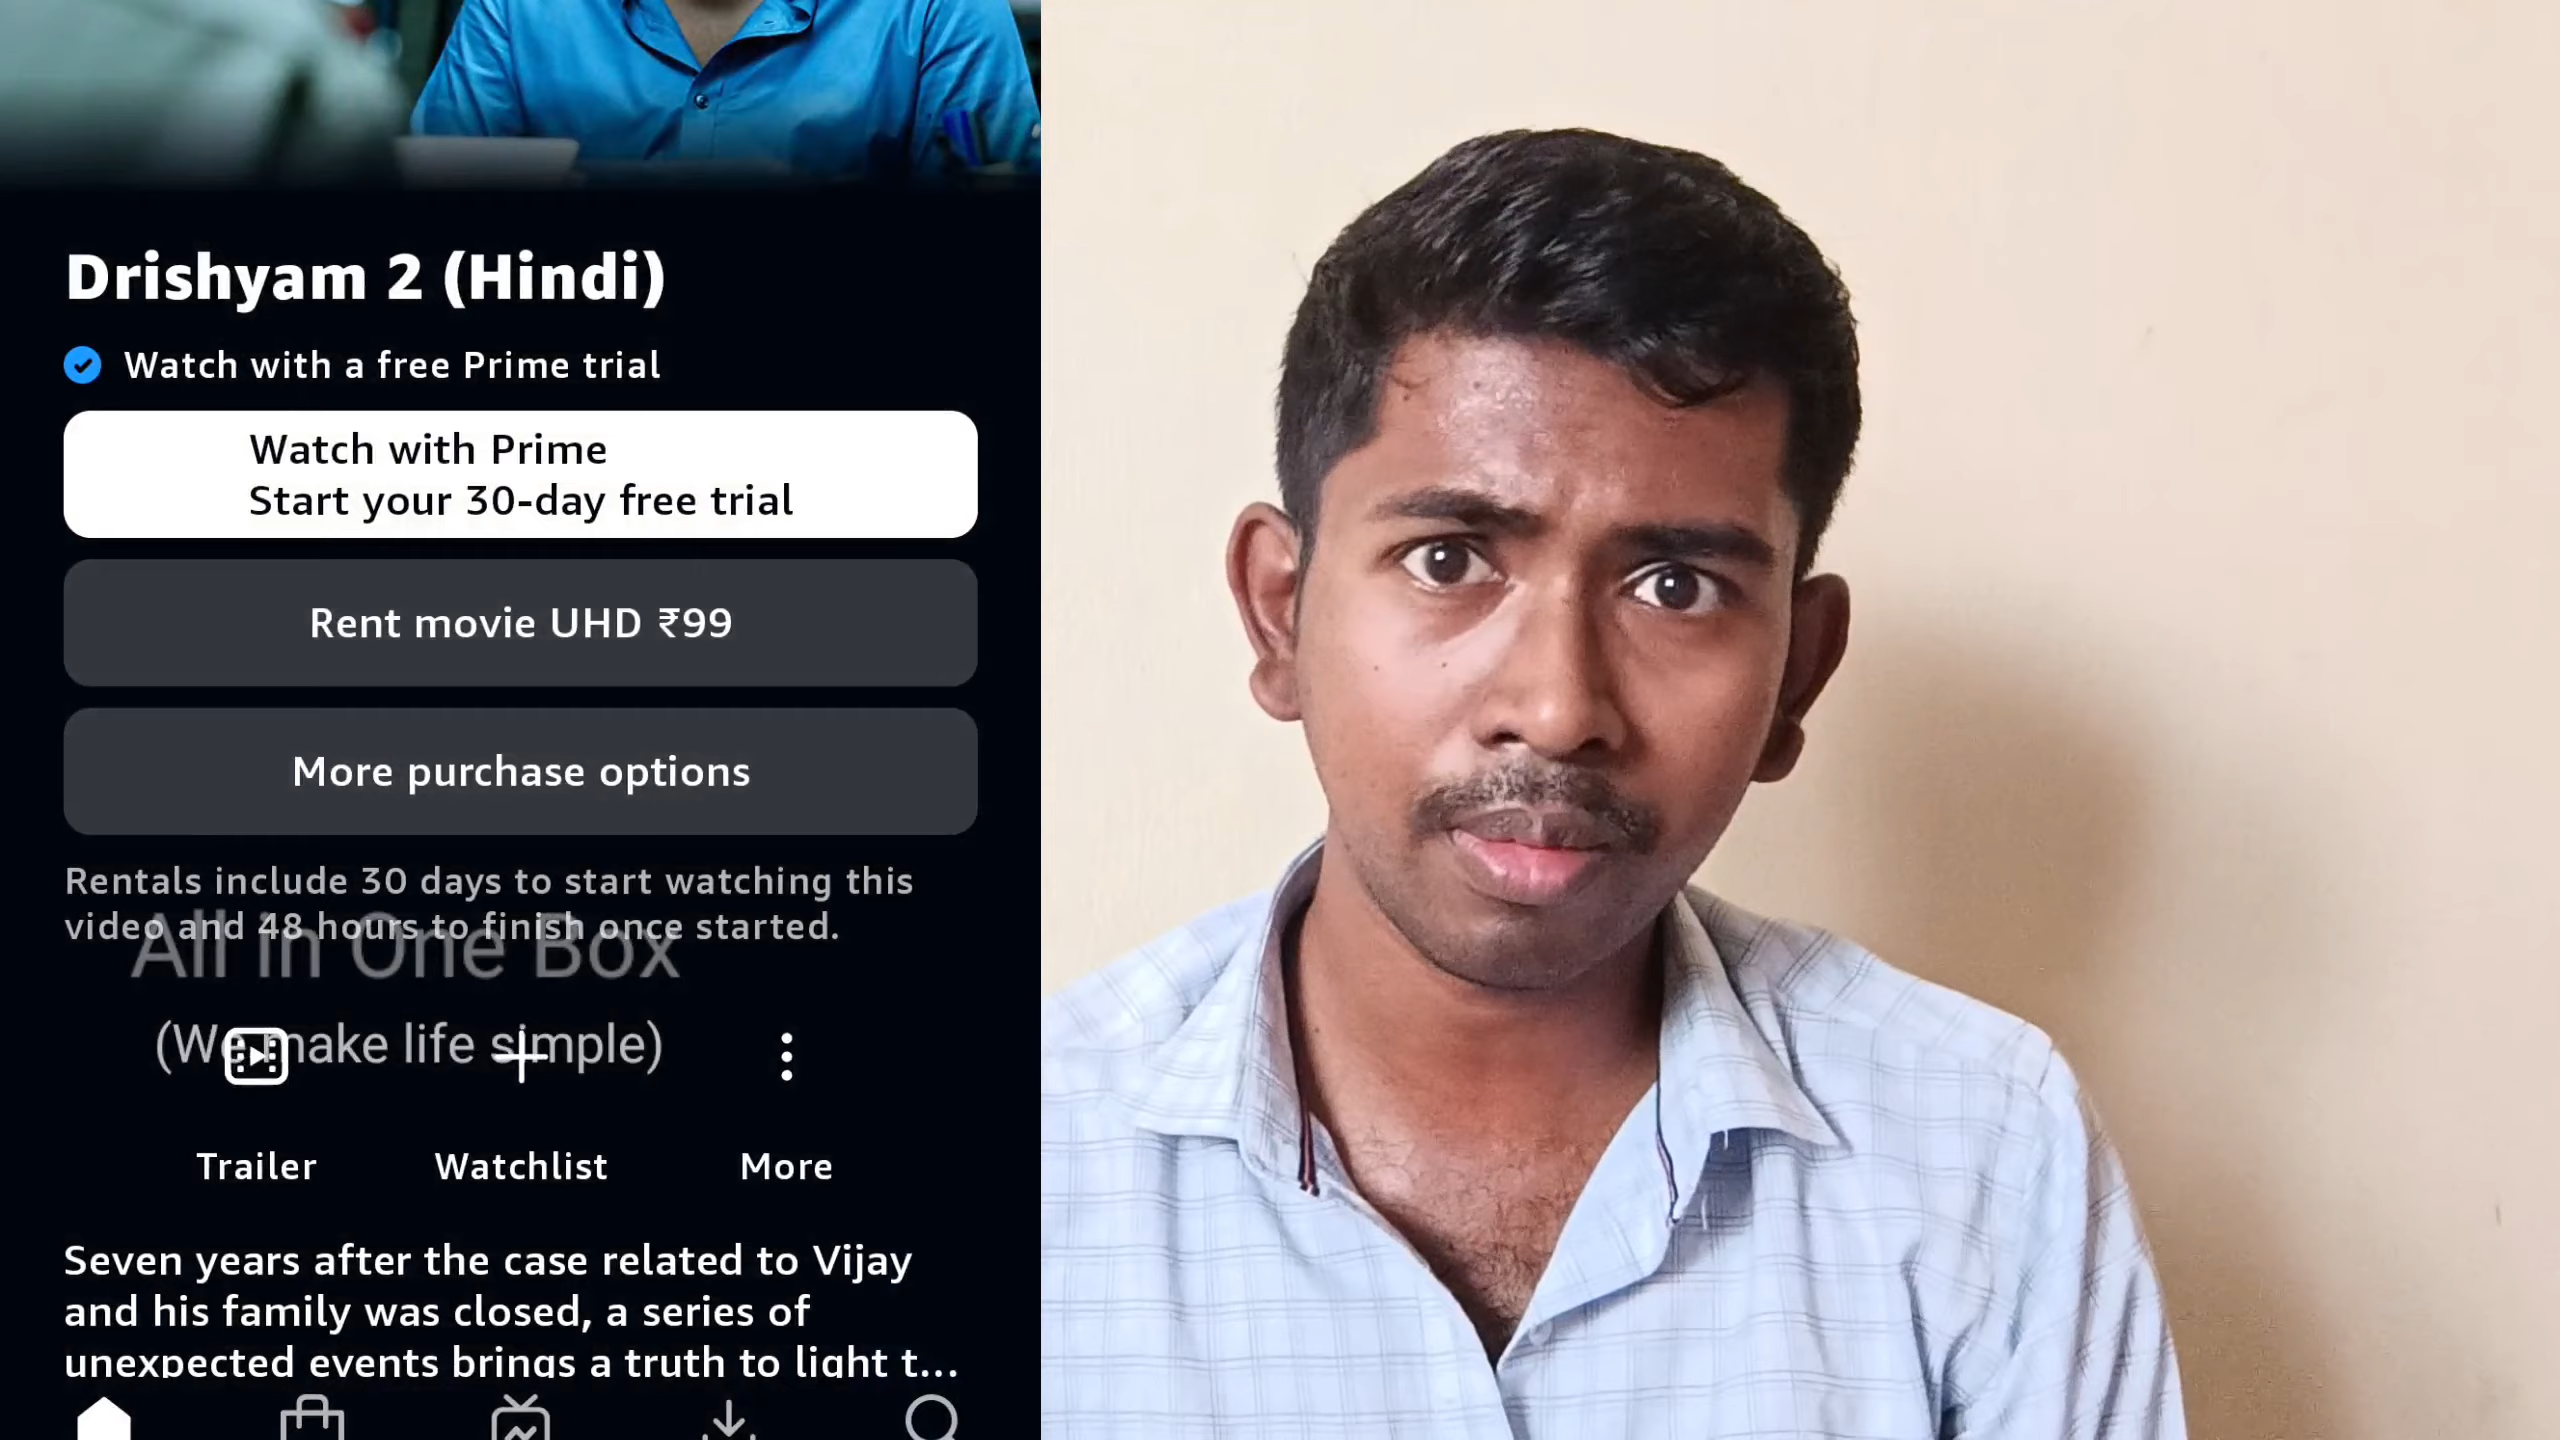 Drishyam 2 (Hindi)
Watch with a free Prime trial
Watch with Prime
Start your 30-day free trial
Rent movie UHD ₹99
More purchase options
Rentals include 30 days to start watching this
video and 48 hours to finish once started.
All in One Box
(We make life simple)
Trailer
Watchlist
More
Seven years after the case related to Vijay
and his family was closed, a series of
unexpected events brings a truth to light t...